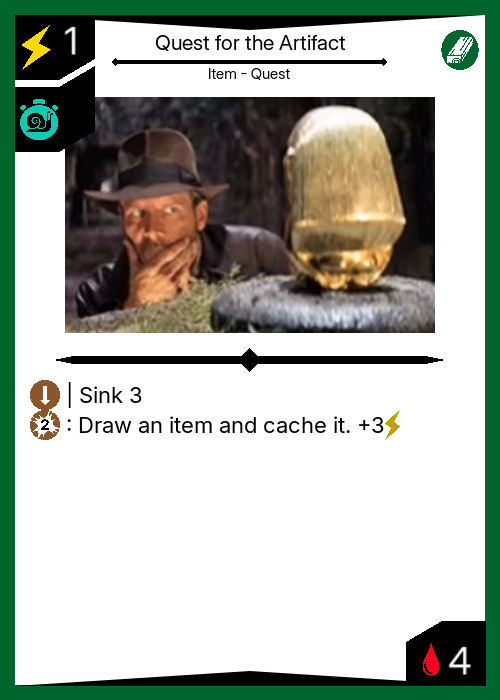 1
Quest for the Artifact
Item - Quest
| Sink 3
2 : Draw an item and cache it. +3
4